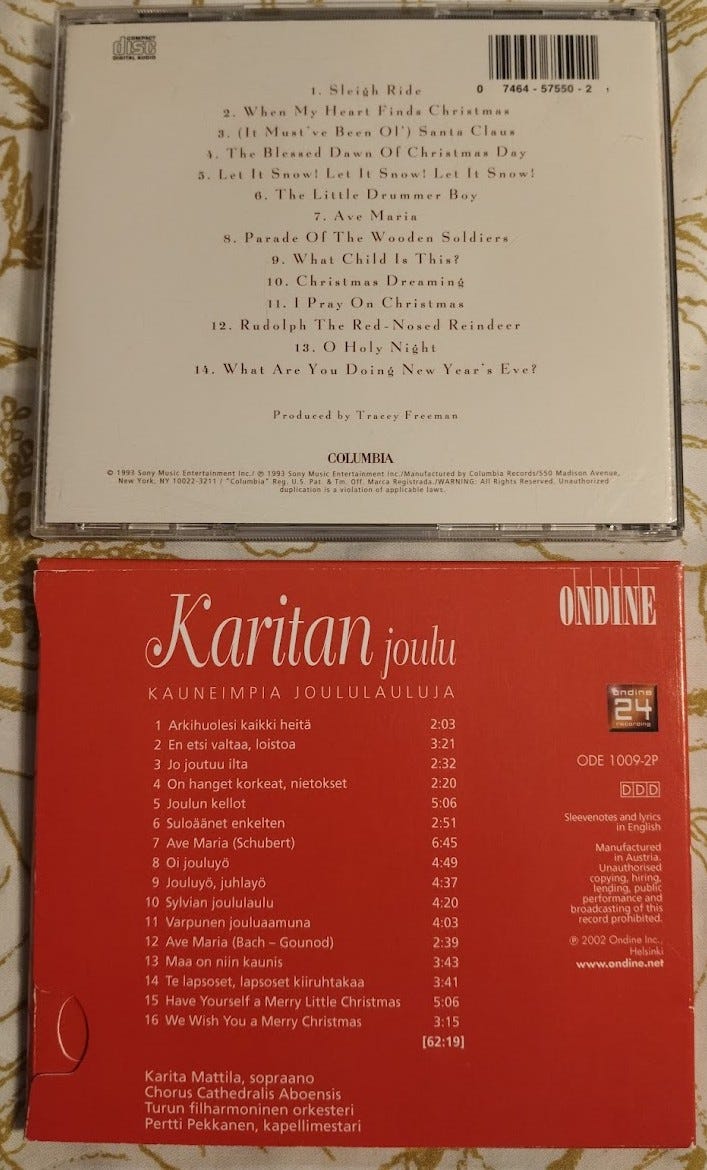 COMPACT
disc
DIGITAL AUDIO
0 7464-57550-2 1
1. Sleigh Ride
2. When My Heart Finds Christmas
3. (It Must've Been Ol') Santa Claus
4. The Blessed Dawn Of Christmas Day
5. Let It Snow! Let It Snow! Let It Snow!
6. The Little Drummer Boy
7. Ave Maria
8. Parade Of The Wooden Soldiers
9. What Child Is This?
10. Christmas Dreaming
11. I Pray On Christmas
12. Rudolph The Red-Nosed Reindeer
13. O Holy Night
14. What Are You Doing New Year's Eve?
Produced by Tracey Freeman
COLUMBIA
© 1993 Sony Music Entertainment Inc./ ℗ 1993 Sony Music Entertainment Inc./Manufactured by Columbia Records/550 Madison Avenue,
New York, NY 10022-3211 / "Columbia" Reg. U.S. Pat. & Tm. Off. Marca Registrada./WARNING: All Rights Reserved. Unauthorized
duplication is a violation of applicable laws.
Karitan joulu
KAUNEIMPIA JOULULAULUJA
1 Arkihuolesi kaikki heitä 2:03
2 En etsi valtaa, loistoa 3:21
3 Jo joutuu ilta 2:32
4 On hanget korkeat, nietokset 2:20
5 Joulun kellot 5:06
6 Suloäänet enkelten 2:51
7 Ave Maria (Schubert) 6:45
8 Oi jouluyö 4:49
9 Jouluyö, juhlayö 4:37
10 Sylvian joululaulu 4:20
11 Varpunen jouluaamuna 4:03
12 Ave Maria (Bach – Gounod) 2:39
13 Maa on niin kaunis 3:43
14 Te lapsoset, lapsoset kiiruhtakaa 3:41
15 Have Yourself a Merry Little Christmas 5:06
16 We Wish You a Merry Christmas 3:15
[62:19]
Karita Mattila, sopraano
Chorus Cathedralis Aboensis
Turun filharmoninen orkesteri
Pertti Pekkanen, kapellimestari
ONDINE
ondine
24
recording
ODE 1009-2P
DDD
Sleevenotes and lyrics
in English
Manufactured
in Austria.
Unauthorised
copying, hiring,
lending, public
performance and
broadcasting of this
record prohibited.
℗ 2002 Ondine Inc.,
Helsinki
www.ondine.net